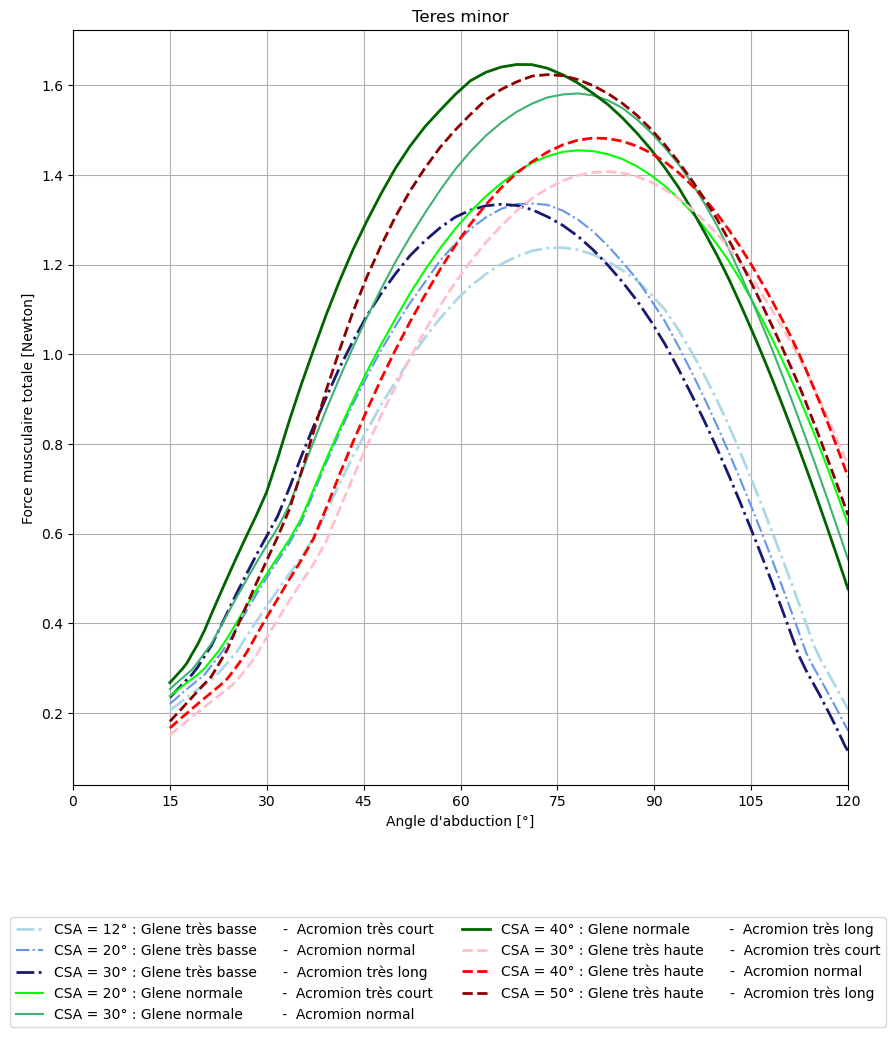 Teres minor
Force musculaire totale [Newton]
1.6
1.4
1.2
1.0
0.8
0.6
0.4
0.2
0 15 30 45 60 75 90 105 120
Angle d'abduction [°]
CSA = 12° : Glene très basse - Acromion très court
CSA = 20° : Glene très basse - Acromion normal
CSA = 30° : Glene très basse - Acromion très long
CSA = 20° : Glene normale - Acromion très court
CSA = 30° : Glene normale - Acromion normal
CSA = 40° : Glene normale - Acromion très long
CSA = 30° : Glene très haute - Acromion très court
CSA = 40° : Glene très haute - Acromion normal
CSA = 50° : Glene très haute - Acromion très long